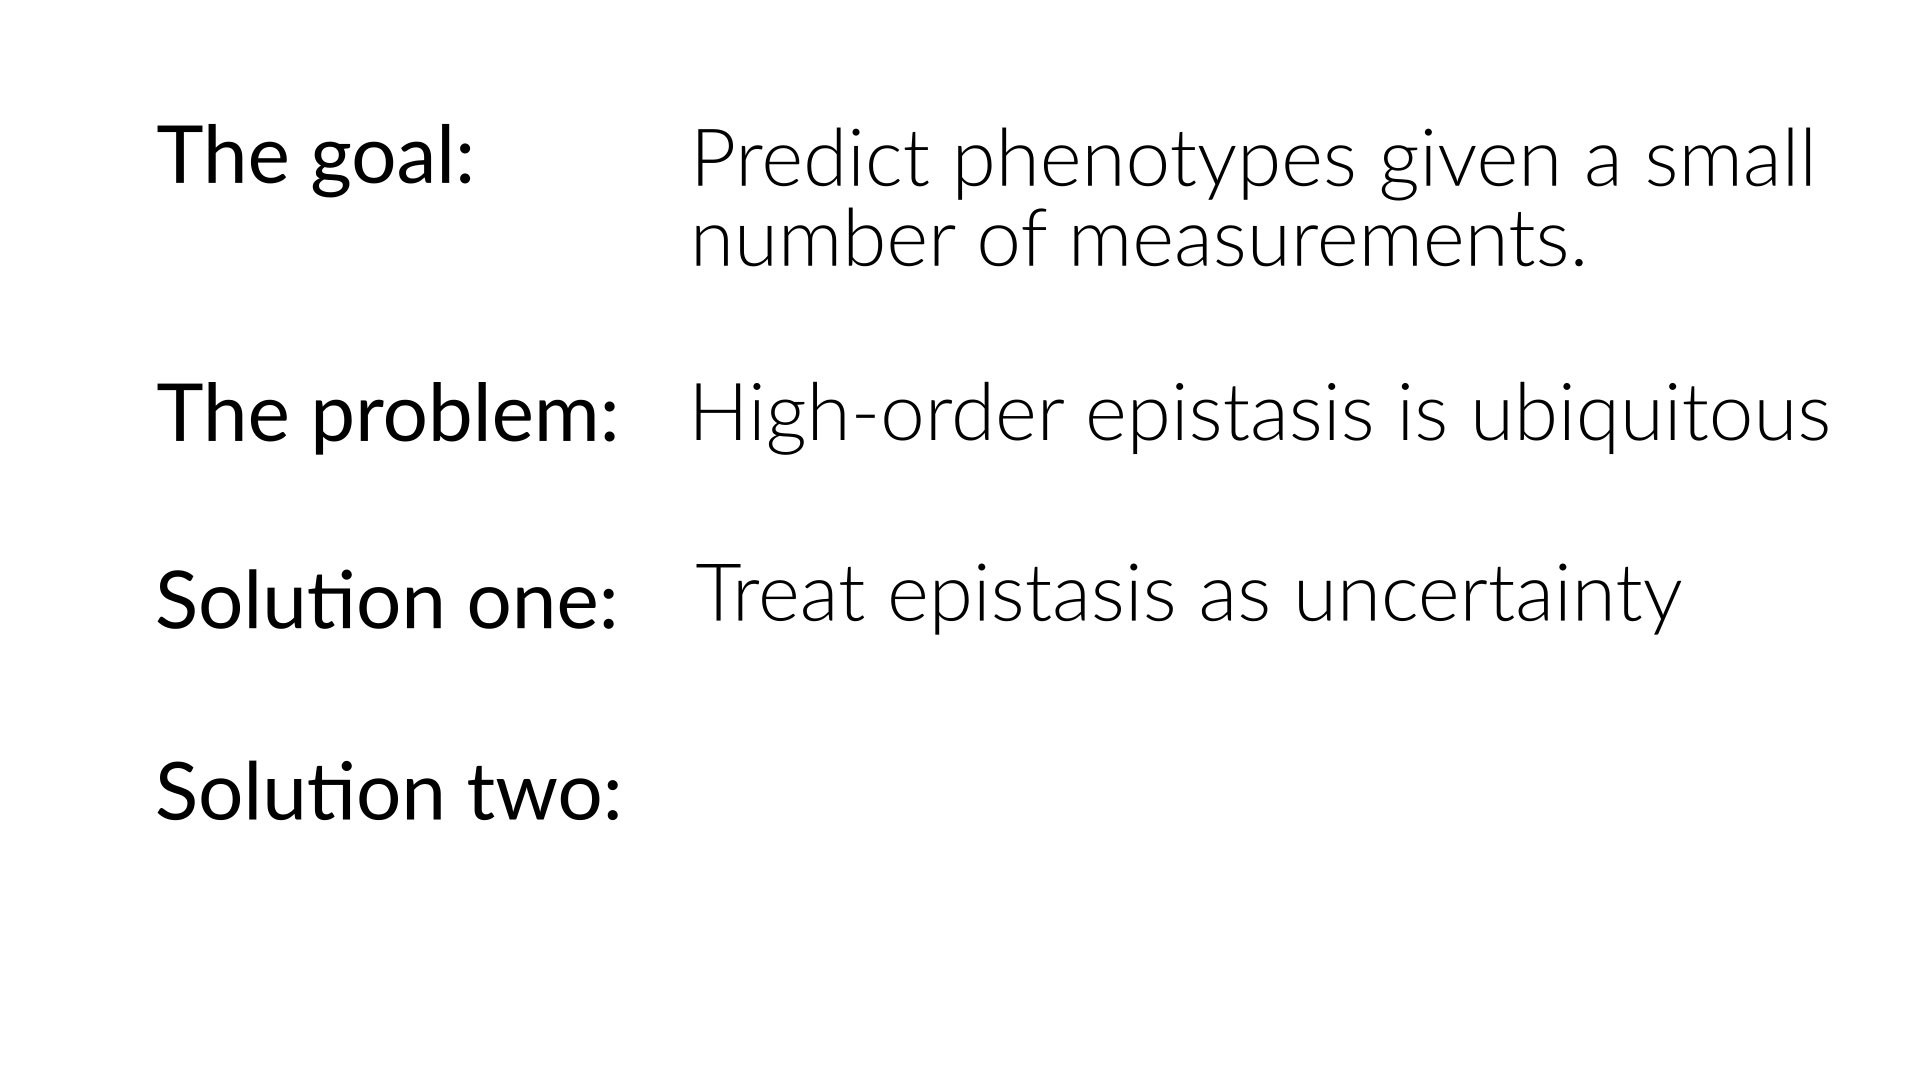 The goal: Predict phenotypes given a small
number of measurements.
The problem: High-order epistasis is ubiquitous
Solution one: Treat epistasis as uncertainty
Solution two: